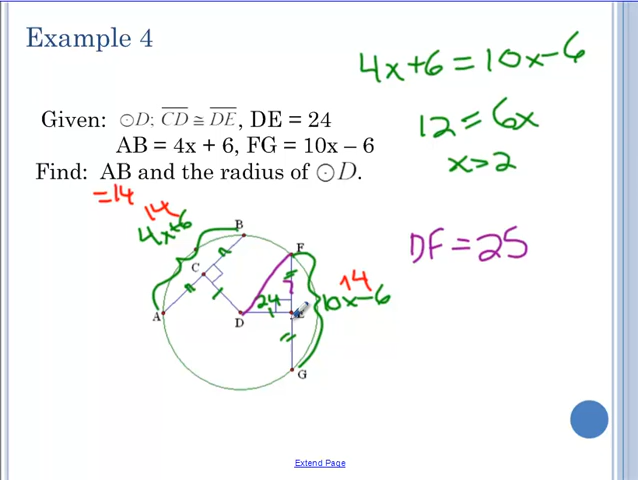 Example 4
4x+6 = 10x-6
12 = 6x
x=2
Given: ⊙D; CD ≅ DE, DE = 24
AB = 4x + 6, FG = 10x – 6
Find: AB and the radius of ⊙D.
=14
14
4x+6
B
F
DF = 25
C
7
14
24
10x-6
A
D
E
G
Extend Page